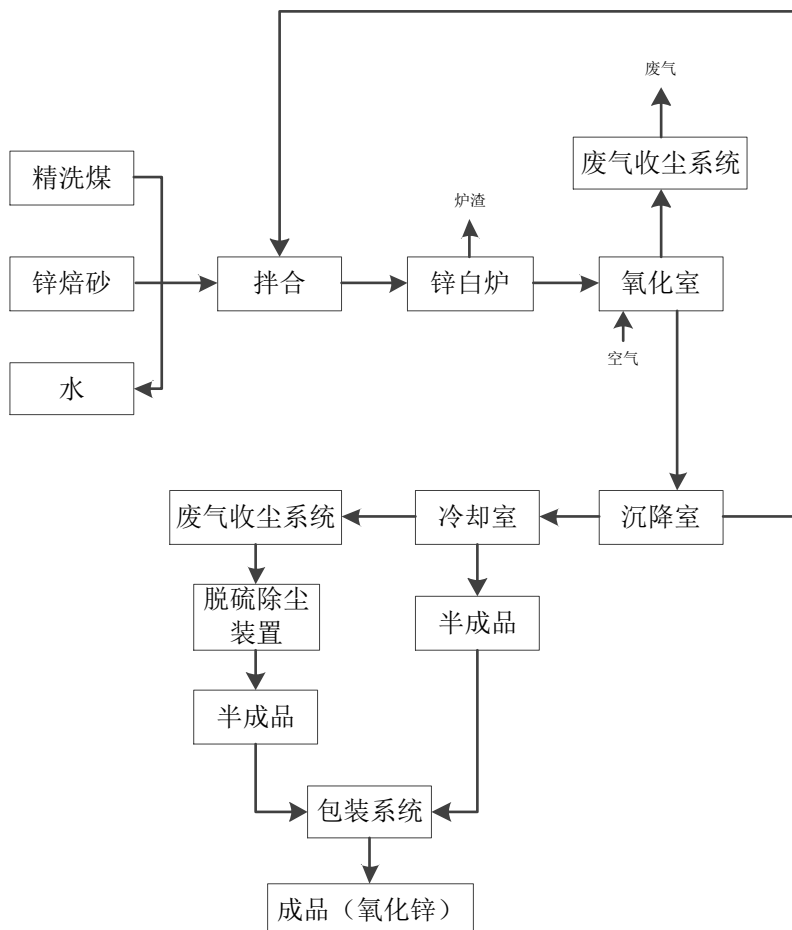 废气
废气收尘系统
精洗煤
炉渣
锌焙砂
拌合
锌白炉
氧化室
空气
水
废气收尘系统
冷却室
沉降室
脱硫除尘
装置
半成品
半成品
包装系统
成品（氧化锌）